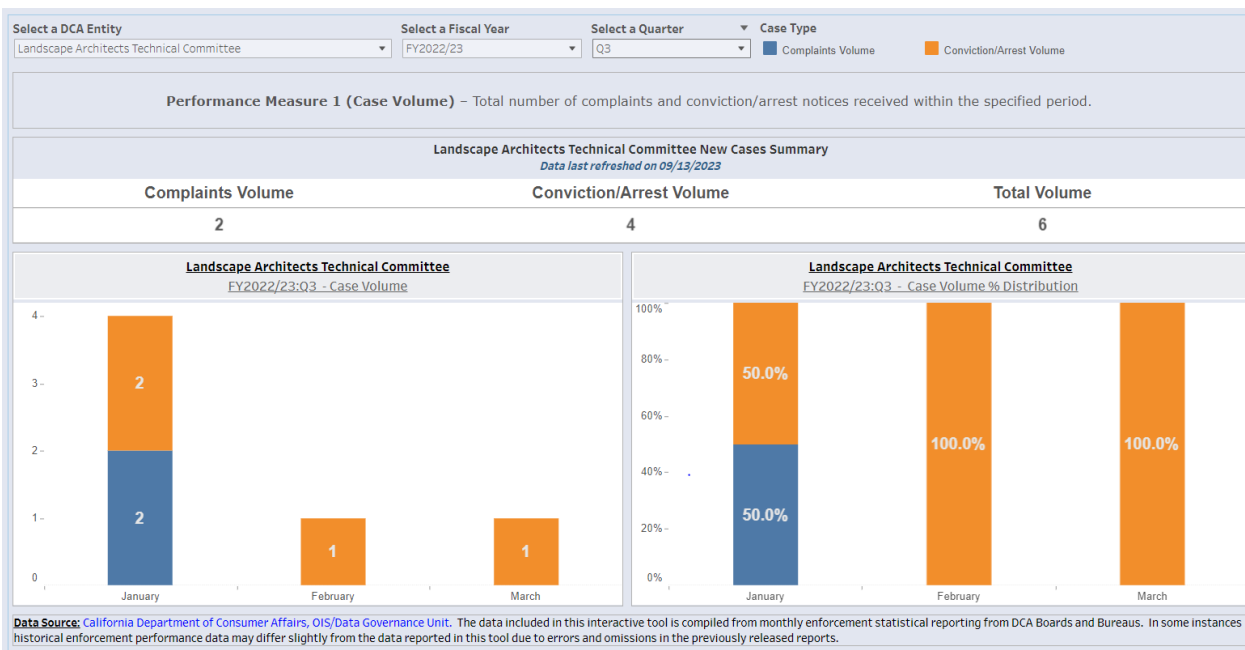 Select a DCA Entity
Select a Fiscal Year
Select a Quarter
Case Type
Landscape Architects Technical Committee
FY2022/23
Q3
Complaints Volume
Conviction/Arrest Volume
Performance Measure 1 (Case Volume) – Total number of complaints and conviction/arrest notices received within the specified period.
Landscape Architects Technical Committee New Cases Summary
Data last refreshed on 09/13/2023
Complaints Volume
Conviction/Arrest Volume
Total Volume
2
4
6
Landscape Architects Technical Committee
FY2022/23:Q3 - Case Volume
4
3
2
1
0
2
2
1
1
January
February
March
Landscape Architects Technical Committee
FY2022/23:Q3 - Case Volume % Distribution
100%
80%
60%
40%
20%
0%
50.0%
50.0%
100.0%
100.0%
January
February
March
Data Source: California Department of Consumer Affairs, OIS/Data Governance Unit. The data included in this interactive tool is compiled from monthly enforcement statistical reporting from DCA Boards and Bureaus. In some instances
historical enforcement performance data may differ slightly from the data reported in this tool due to errors and omissions in the previously released reports.